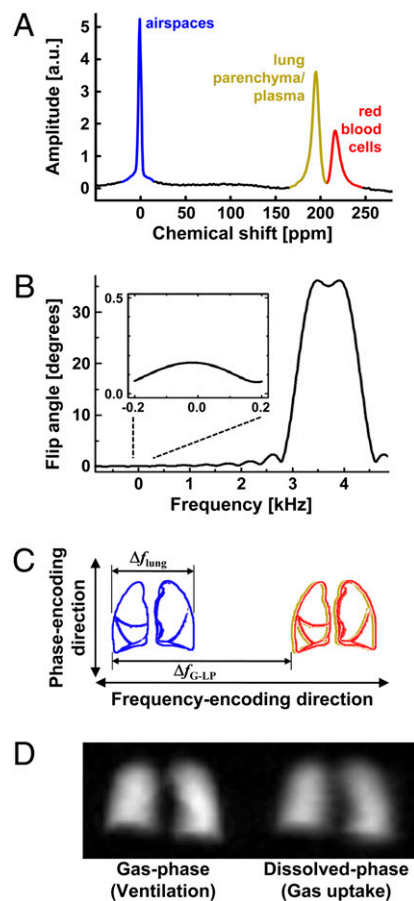 A
Amplitude [a.u.]
5
4
3
2
1
0
airspaces
lung
parenchyma/
plasma
red
blood
cells
0
50
100
150
200
250
Chemical shift [ppm]
B
Flip angle [degrees]
30
20
10
0
0.5
0.0
-0.2
0.0
0.2
0
1
2
3
4
Frequency [kHz]
C
Phase-encoding
direction
Δflung
ΔfG-LP
Frequency-encoding direction
D
Gas-phase
(Ventilation)
Dissolved-phase
(Gas uptake)